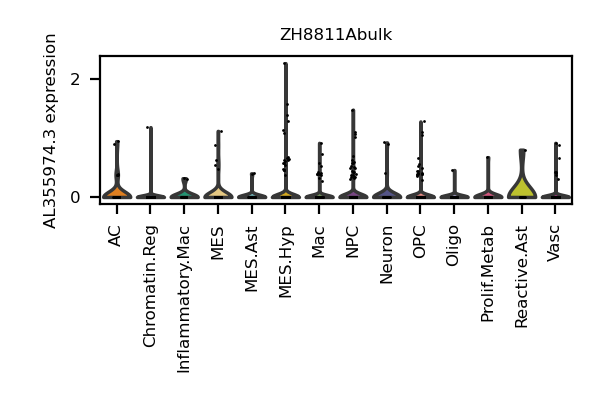 ZH8811Abulk
AL355974.3 expression
2
0
AC
Chromatin.Reg
Inflammatory.Mac
MES
MES.Ast
MES.Hyp
Mac
NPC
Neuron
OPC
Oligo
Prolif.Metab
Reactive.Ast
Vasc